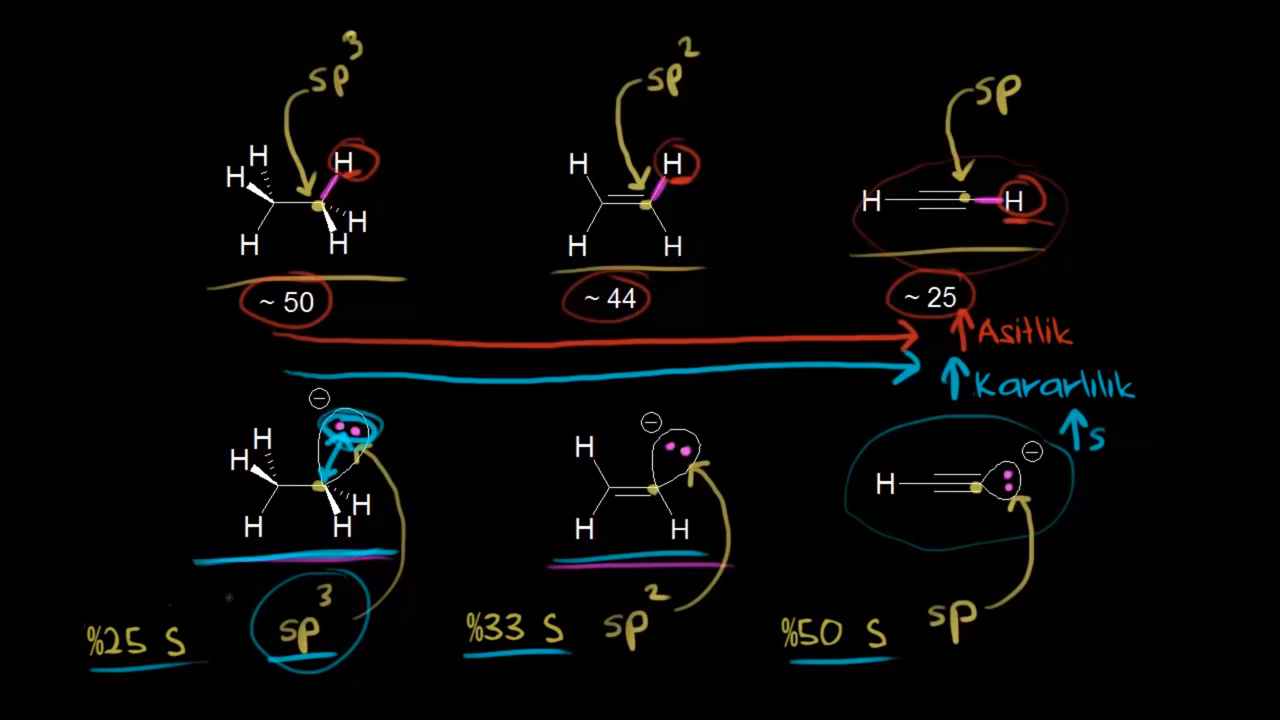 sp³ sp² sp
H H H H H H
H H H H
H H H
~ 50 ~ 44 ~ 25
↑ Asitlik
↑ Kararlılık
↑ s
⊖ ⊖ ⊖
H H H
H H
H H H H
%25 S sp³ %33 S sp² %50 S sp